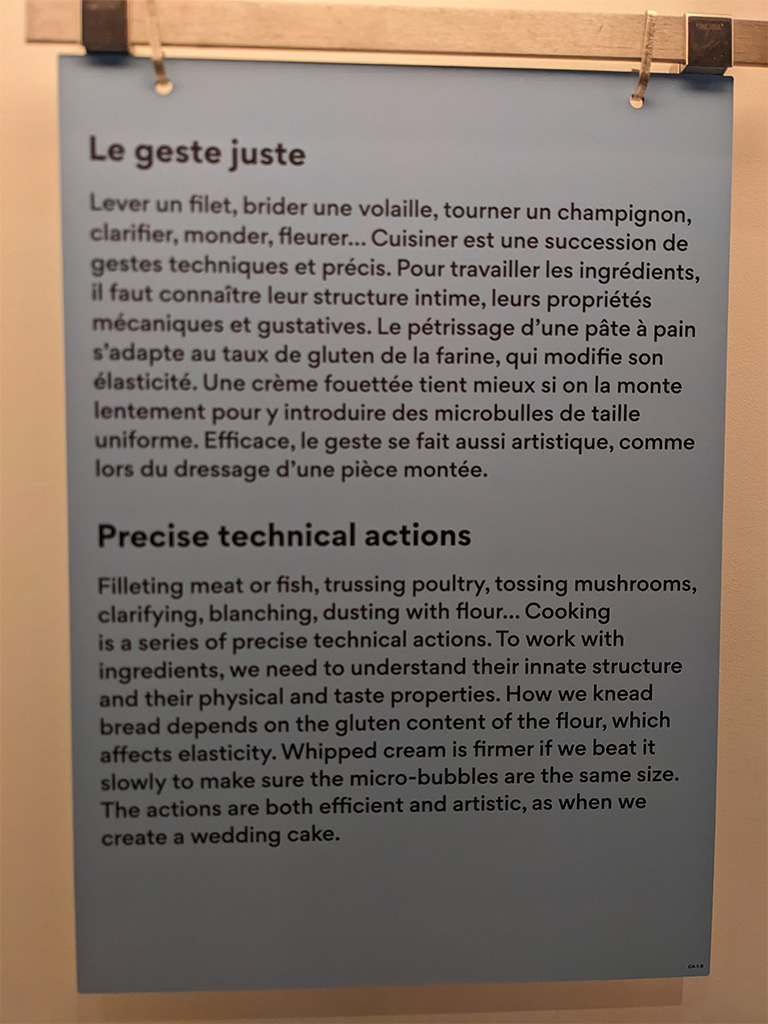 Le geste juste
Lever un filet, brider une volaille, tourner un champignon,
clarifier, monder, fleurer... Cuisiner est une succession de
gestes techniques et précis. Pour travailler les ingrédients,
il faut connaître leur structure intime, leurs propriétés
mécaniques et gustatives. Le pétrissage d'une pâte à pain
s'adapte au taux de gluten de la farine, qui modifie son
élasticité. Une crème fouettée tient mieux si on la monte
lentement pour y introduire des microbulles de taille
uniforme. Efficace, le geste se fait aussi artistique, comme
lors du dressage d'une pièce montée.
Precise technical actions
Filleting meat or fish, trussing poultry, tossing mushrooms,
clarifying, blanching, dusting with flour... Cooking
is a series of precise technical actions. To work with
ingredients, we need to understand their innate structure
and their physical and taste properties. How we knead
bread depends on the gluten content of the flour, which
affects elasticity. Whipped cream is firmer if we beat it
slowly to make sure the micro-bubbles are the same size.
The actions are both efficient and artistic, as when we
create a wedding cake.